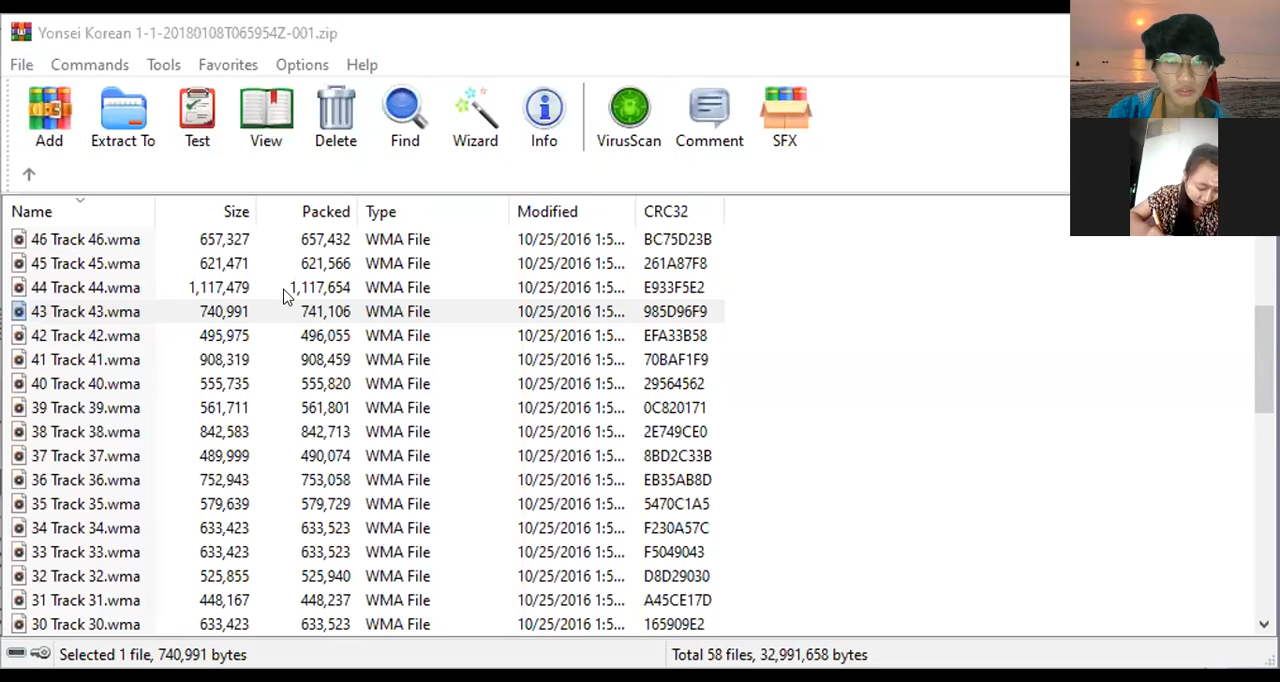 Yonsei Korean 1-1-20180108T065954Z-001.zip
File Commands Tools Favorites Options Help
Add Extract To Test View Delete Find Wizard Info VirusScan Comment SFX
Name Size Packed Type Modified CRC32
46 Track 46.wma 657,327 657,432 WMA File 10/25/2016 1:5... BC75D23B
45 Track 45.wma 621,471 621,566 WMA File 10/25/2016 1:5... 261A87F8
44 Track 44.wma 1,117,479 1,117,654 WMA File 10/25/2016 1:5... E933F5E2
43 Track 43.wma 740,991 741,106 WMA File 10/25/2016 1:5... 985D96F9
42 Track 42.wma 495,975 496,055 WMA File 10/25/2016 1:5... EFA33B58
41 Track 41.wma 908,319 908,459 WMA File 10/25/2016 1:5... 70BAF1F9
40 Track 40.wma 555,735 555,820 WMA File 10/25/2016 1:5... 29564562
39 Track 39.wma 561,711 561,801 WMA File 10/25/2016 1:5... 0C820171
38 Track 38.wma 842,583 842,713 WMA File 10/25/2016 1:5... 2E749CE0
37 Track 37.wma 489,999 490,074 WMA File 10/25/2016 1:5... 8BD2C33B
36 Track 36.wma 752,943 753,058 WMA File 10/25/2016 1:5... EB35AB8D
35 Track 35.wma 579,639 579,729 WMA File 10/25/2016 1:5... 5470C1A5
34 Track 34.wma 633,423 633,523 WMA File 10/25/2016 1:5... F230A57C
33 Track 33.wma 633,423 633,523 WMA File 10/25/2016 1:5... F5049043
32 Track 32.wma 525,855 525,940 WMA File 10/25/2016 1:5... D8D29030
31 Track 31.wma 448,167 448,237 WMA File 10/25/2016 1:5... A45CE17D
30 Track 30.wma 633,423 633,523 WMA File 10/25/2016 1:5... 165909E2
Selected 1 file, 740,991 bytes Total 58 files, 32,991,658 bytes